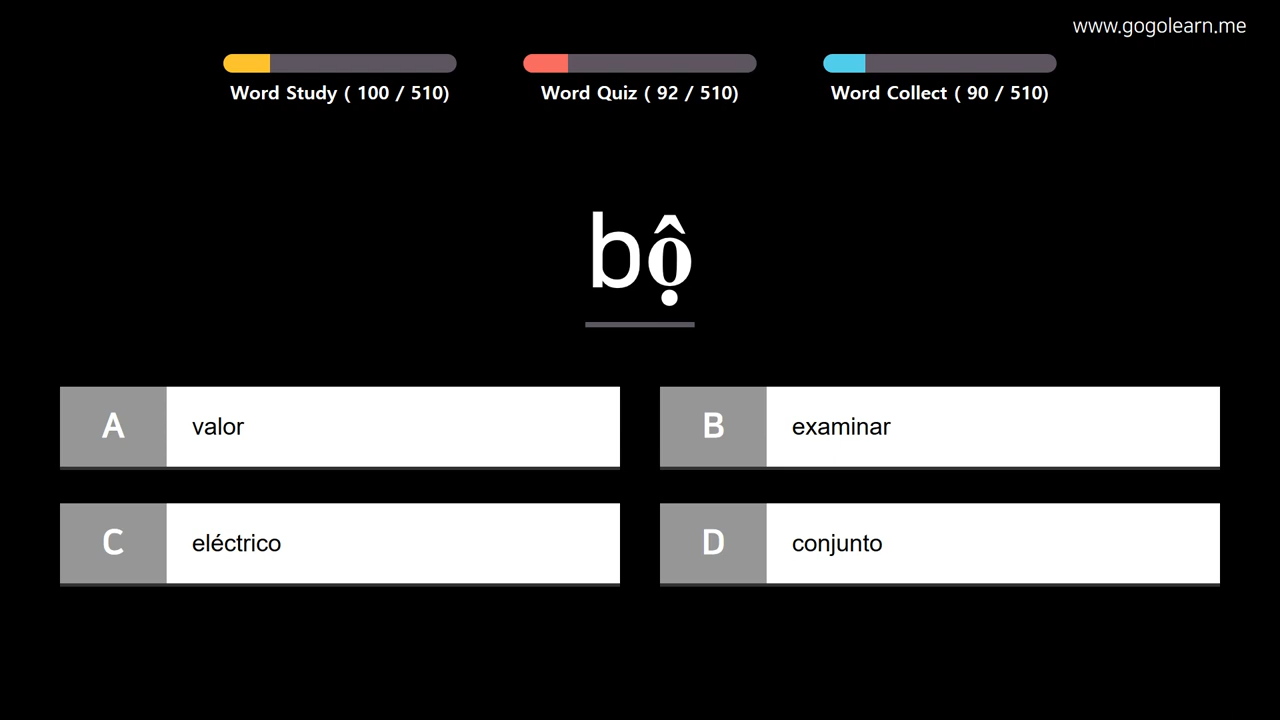 www.gogolearn.me
Word Study ( 100 / 510)
Word Quiz ( 92 / 510)
Word Collect ( 90 / 510)
bộ
A valor
B examinar
C eléctrico
D conjunto